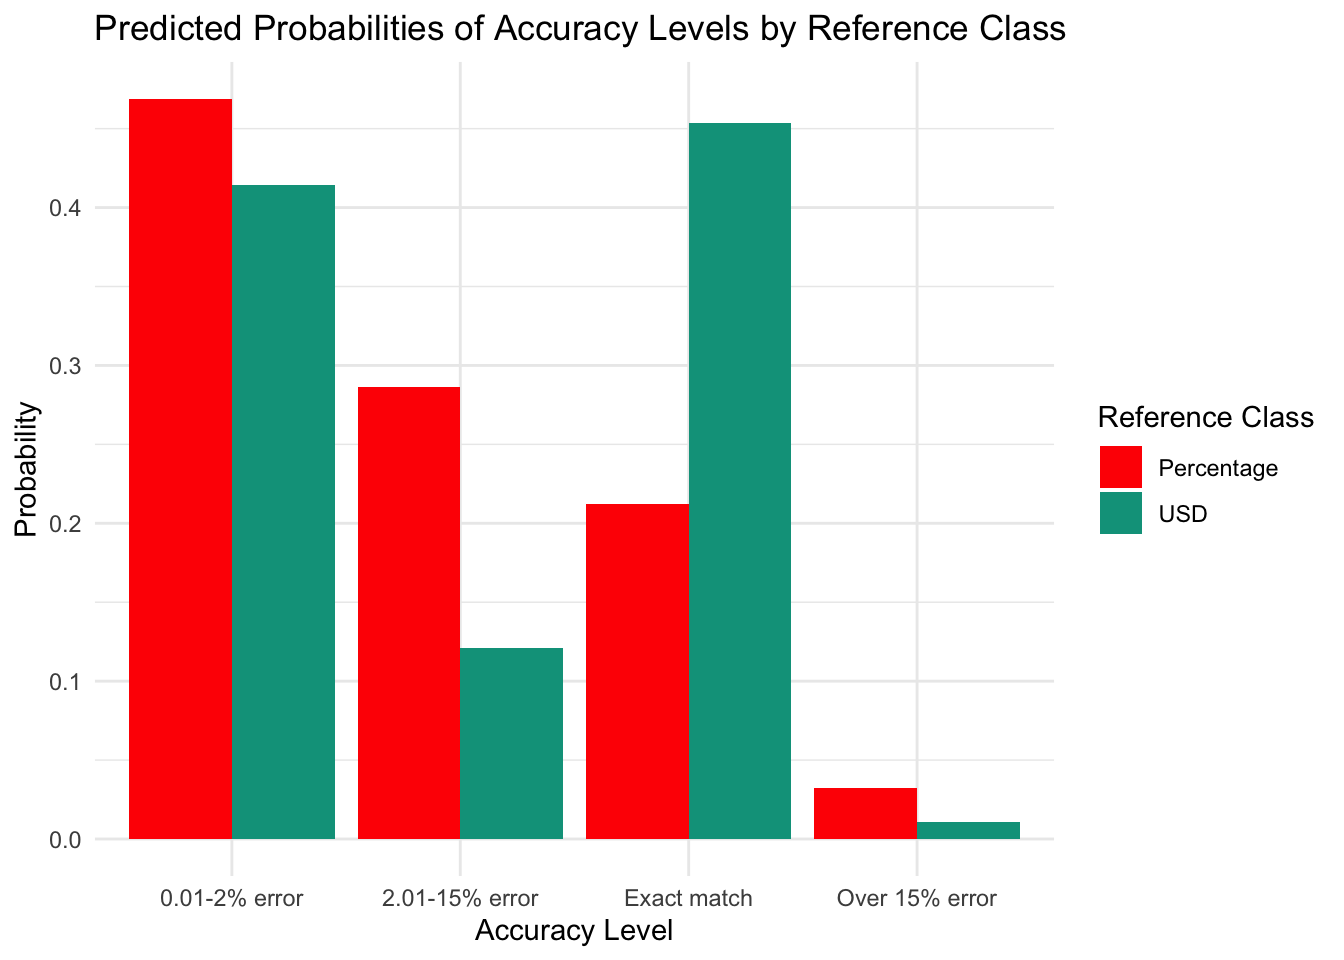 Predicted Probabilities of Accuracy Levels by Reference Class
Probability
0.4
0.3
0.2
0.1
0.0
0.01-2% error
2.01-15% error
Exact match
Over 15% error
Accuracy Level
Reference Class
Percentage
USD